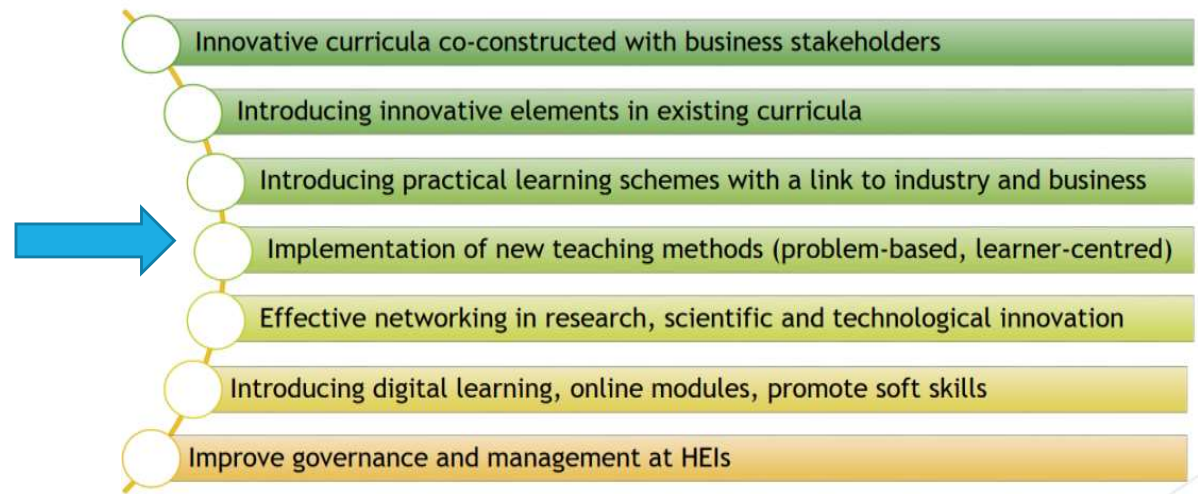 Innovative curricula co-constructed with business stakeholders
Introducing innovative elements in existing curricula
Introducing practical learning schemes with a link to industry and business
Implementation of new teaching methods (problem-based, learner-centred)
Effective networking in research, scientific and technological innovation
Introducing digital learning, online modules, promote soft skills
Improve governance and management at HEIs